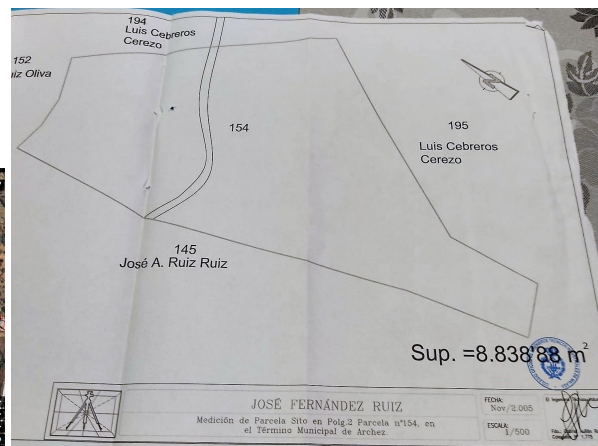 194
Luis Cebreros
Cerezo
152
iz Oliva
154
195
Luis Cebreros
Cerezo
145
José A. Ruiz Ruiz
Sup. =8.838'88 m²
JOSÉ FERNÁNDEZ RUIZ
Medición de Parcela Sito en Polg.2 Parcela nº154, en
el Término Municipal de Archez
FECHA:
Nov/2.005
ESCALA:
1/500
El Ingeniero